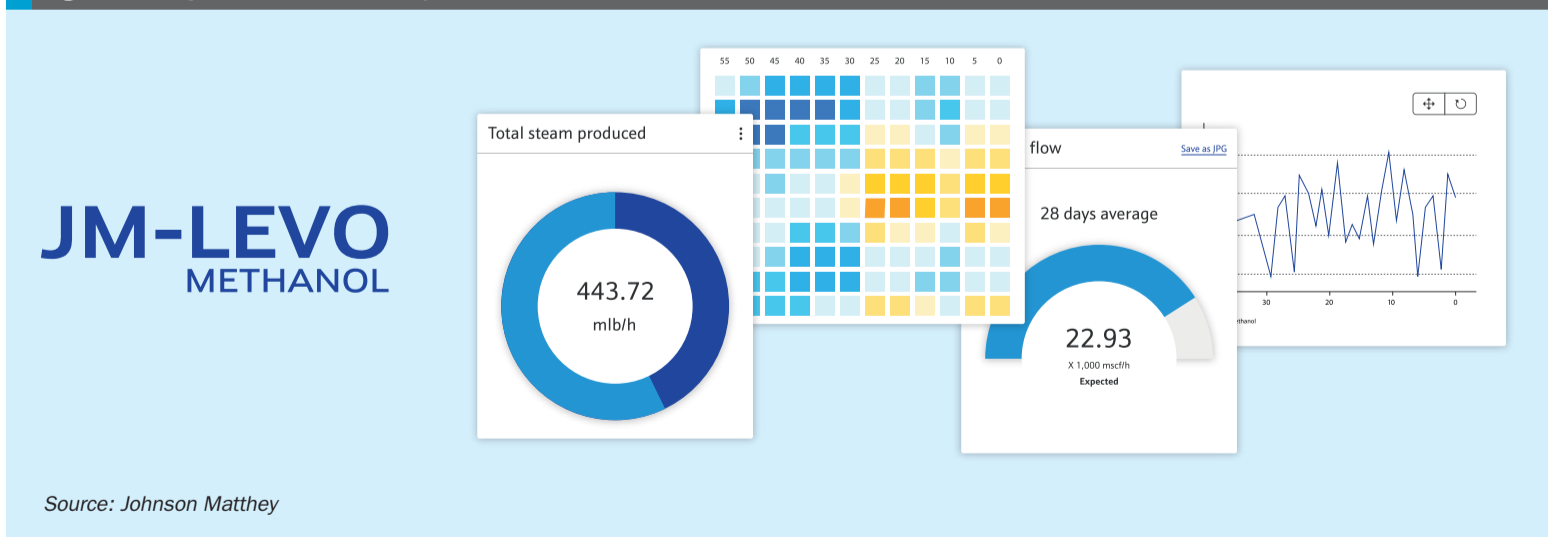 JM-LEVO
METHANOL
Total steam produced
443.72
mlb/h
55 50 45 40 35 30 25 20 15 10 5 0
flow
Save as JPG
28 days average
22.93
X 1,000 mscf/h
Expected
30 20 10 0
Source: Johnson Matthey